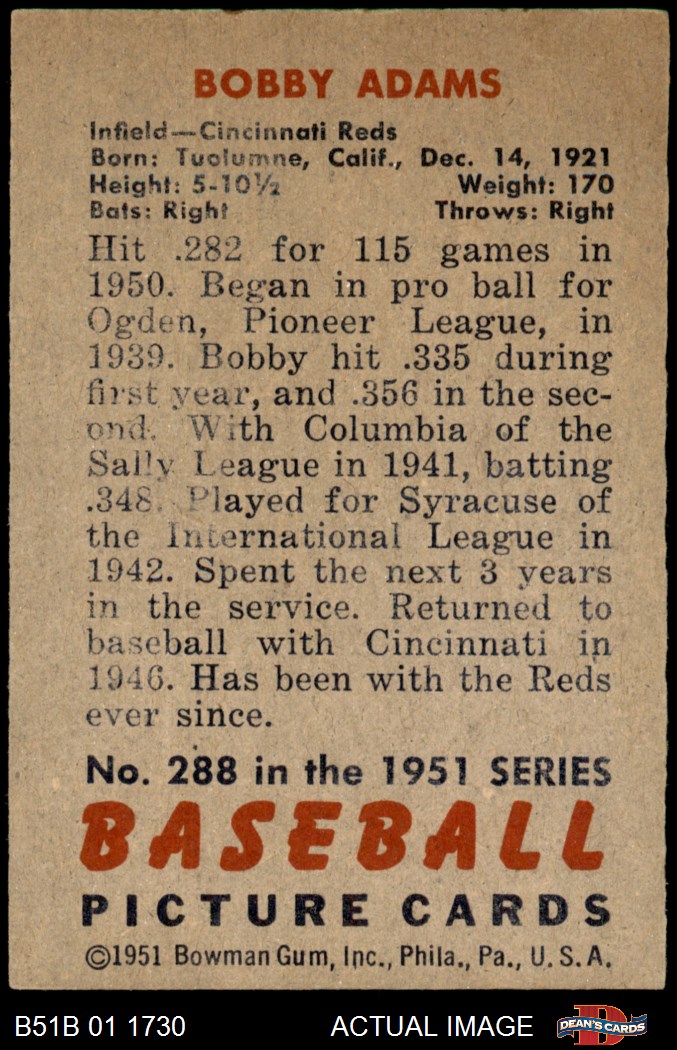 BOBBY ADAMS
Infield—Cincinnati Reds
Born: Tuolumne, Calif., Dec. 14, 1921
Height: 5-10½ Weight: 170
Bats: Right Throws: Right
Hit .282 for 115 games in
1950. Began in pro ball for
Ogden, Pioneer League, in
1939. Bobby hit .335 during
first year, and .356 in the sec-
ond. With Columbia of the
Sally League in 1941, batting
.348. Played for Syracuse of
the International League in
1942. Spent the next 3 years
in the service. Returned to
baseball with Cincinnati in
1946. Has been with the Reds
ever since.
No. 288 in the 1951 SERIES
BASEBALL
PICTURE CARDS
©1951 Bowman Gum, Inc., Phila., Pa., U. S. A.
B51B 01 1730 ACTUAL IMAGE D DEAN'S CARDS